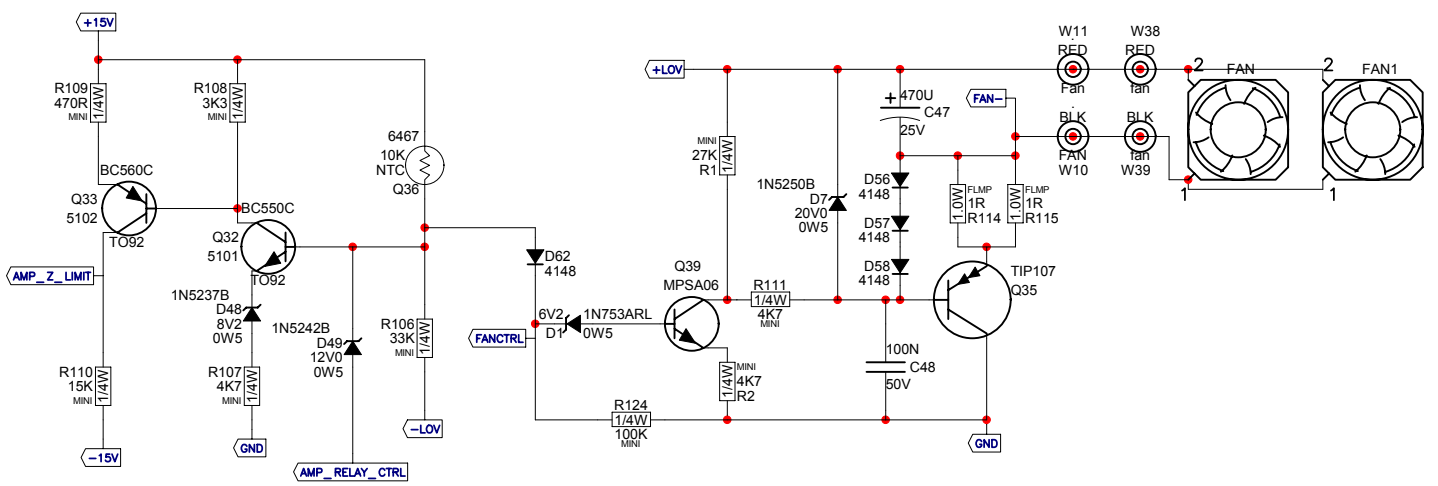 +15V
R109
470R
MINI
1/4W
R108
3K3
MINI
1/4W
6467
10K
NTC
Q36
BC560C
Q33
5102
TO92
BC550C
Q32
5101
TO92
AMP_Z_LIMIT
1N5237B
D48
8V2
0W5
1N5242B
D49
12V0
0W5
R106
33K
MINI
1/4W
R110
15K
MINI
1/4W
R107
4K7
MINI
1/4W
-15V
GND
-LOV
AMP_RELAY_CTRL
D62
4148
FANCTRL
6V2
D1
1N753ARL
0W5
R124
1/4W
100K
MINI
Q39
MPSA06
MINI
4K7
R2
1/4W
+LOV
MINI
27K
R1
1/4W
R111
1/4W
4K7
MINI
1N5250B
D7
20V0
0W5
+
470U
C47
25V
D56
4148
D57
4148
D58
4148
100N
C48
50V
FAN-
FLMP
1R
R114
1.0W
FLMP
1R
R115
1.0W
TIP107
Q35
GND
W11
RED
Fan
W38
RED
fan
BLK
FAN
W10
BLK
fan
W39
2
FAN
1
2
FAN1
1